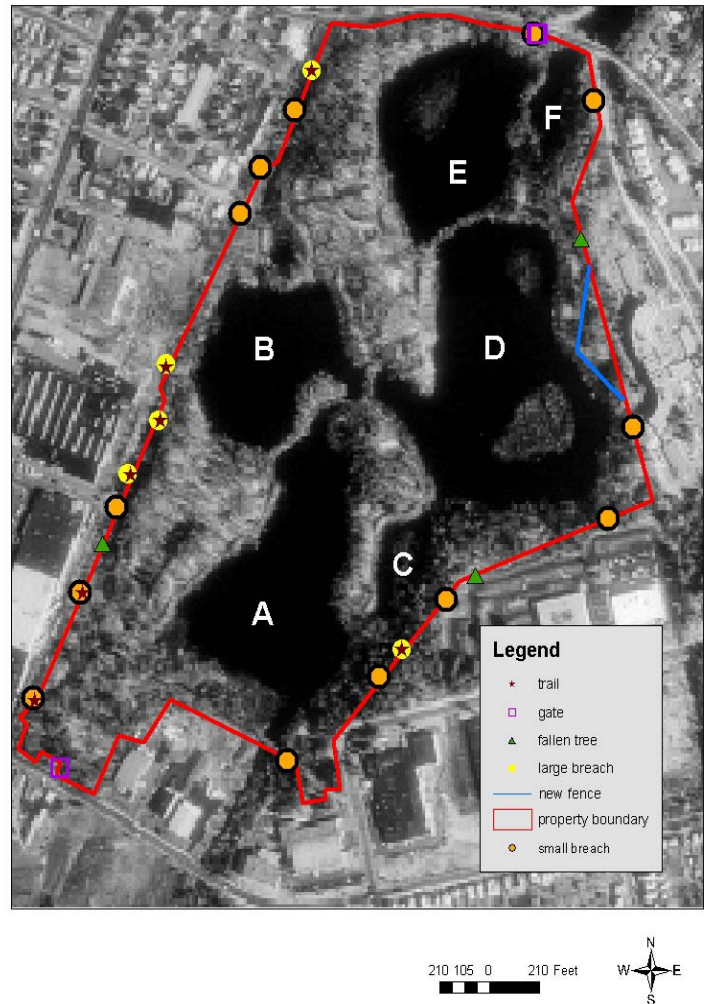 E
F
B
D
C
A
Legend
trail
gate
fallen tree
large breach
new fence
property boundary
small breach
210 105 0 210 Feet
N
W E
S